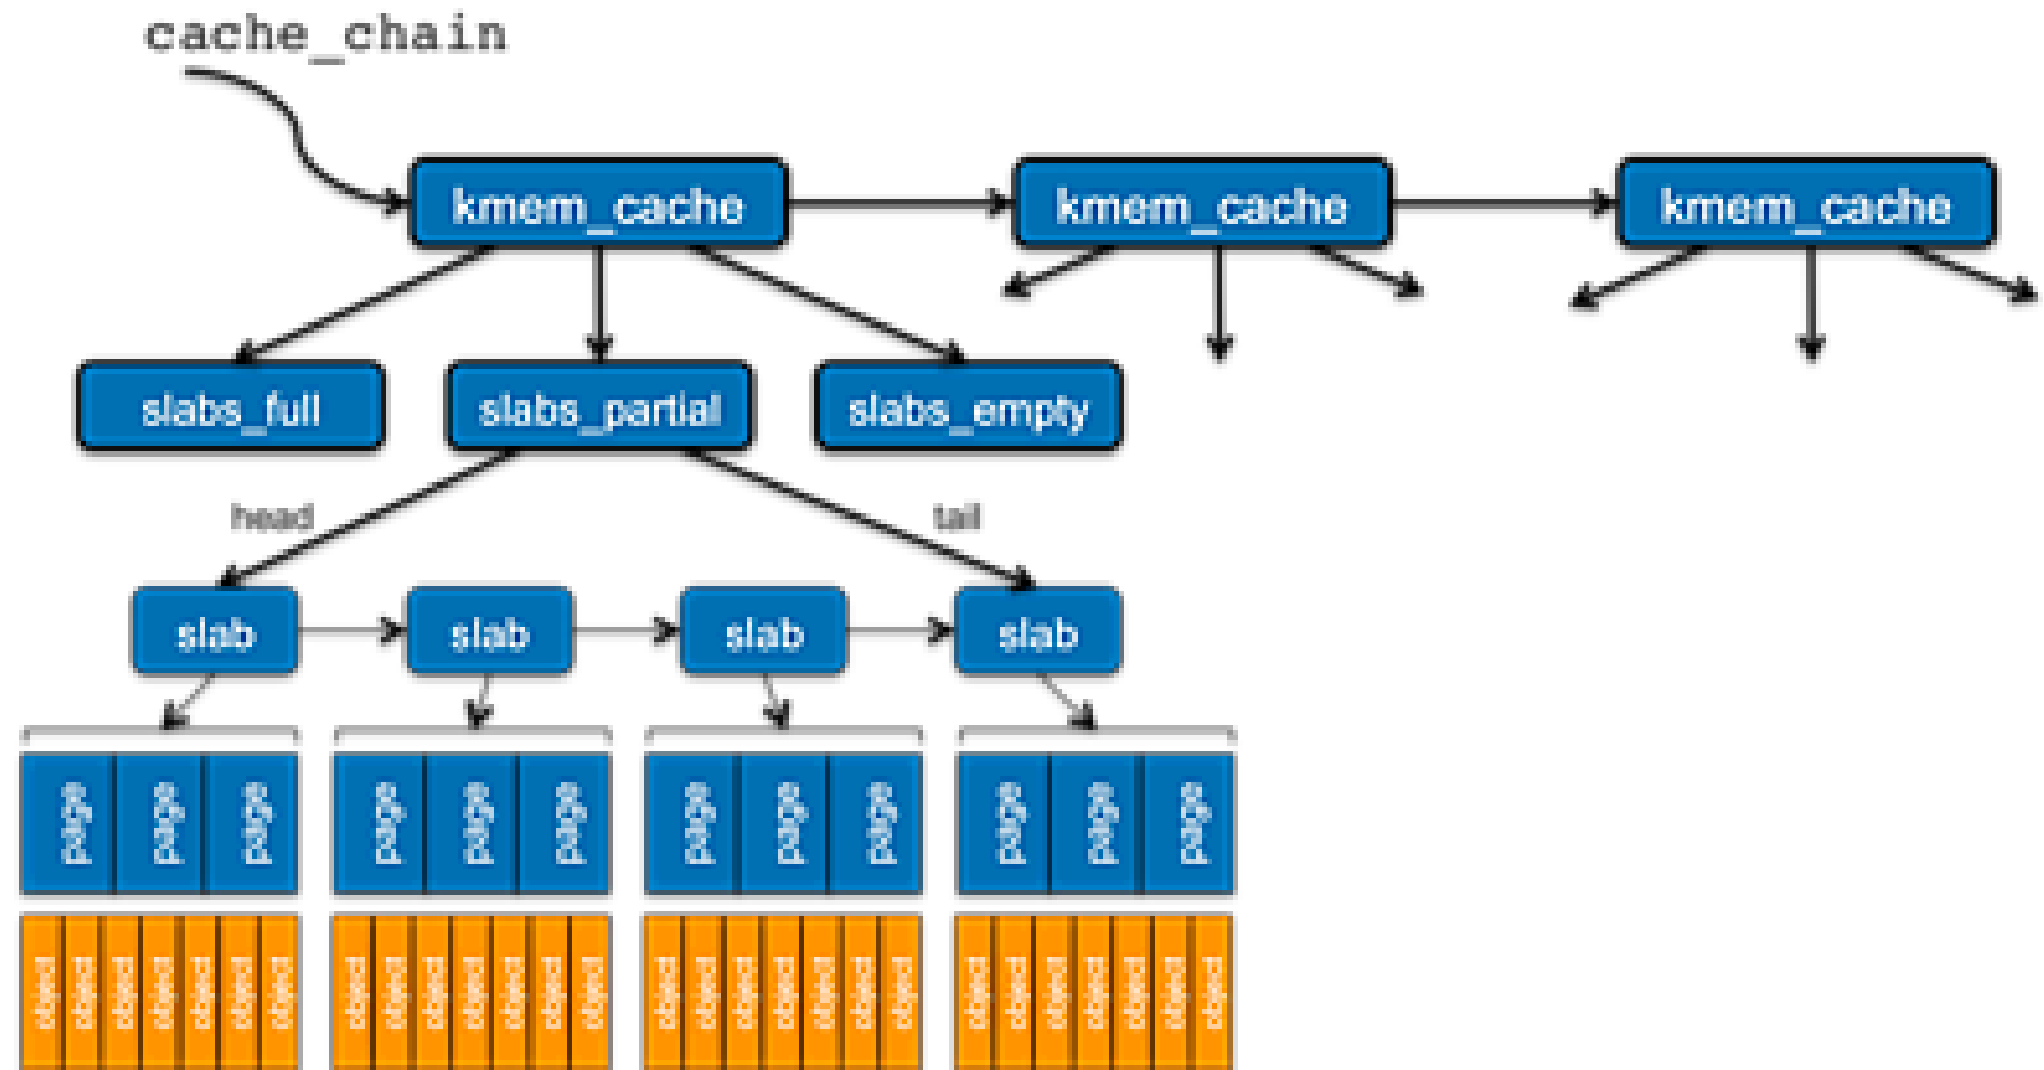 cache_chain
kmem_cache kmem_cache kmem_cache
slabs_full slabs_partial slabs_empty
head tail
slab slab slab slab
page page page page page page page page page page page page
object object object object object object object object object object object object object object object object object object object object object object object object object object object object